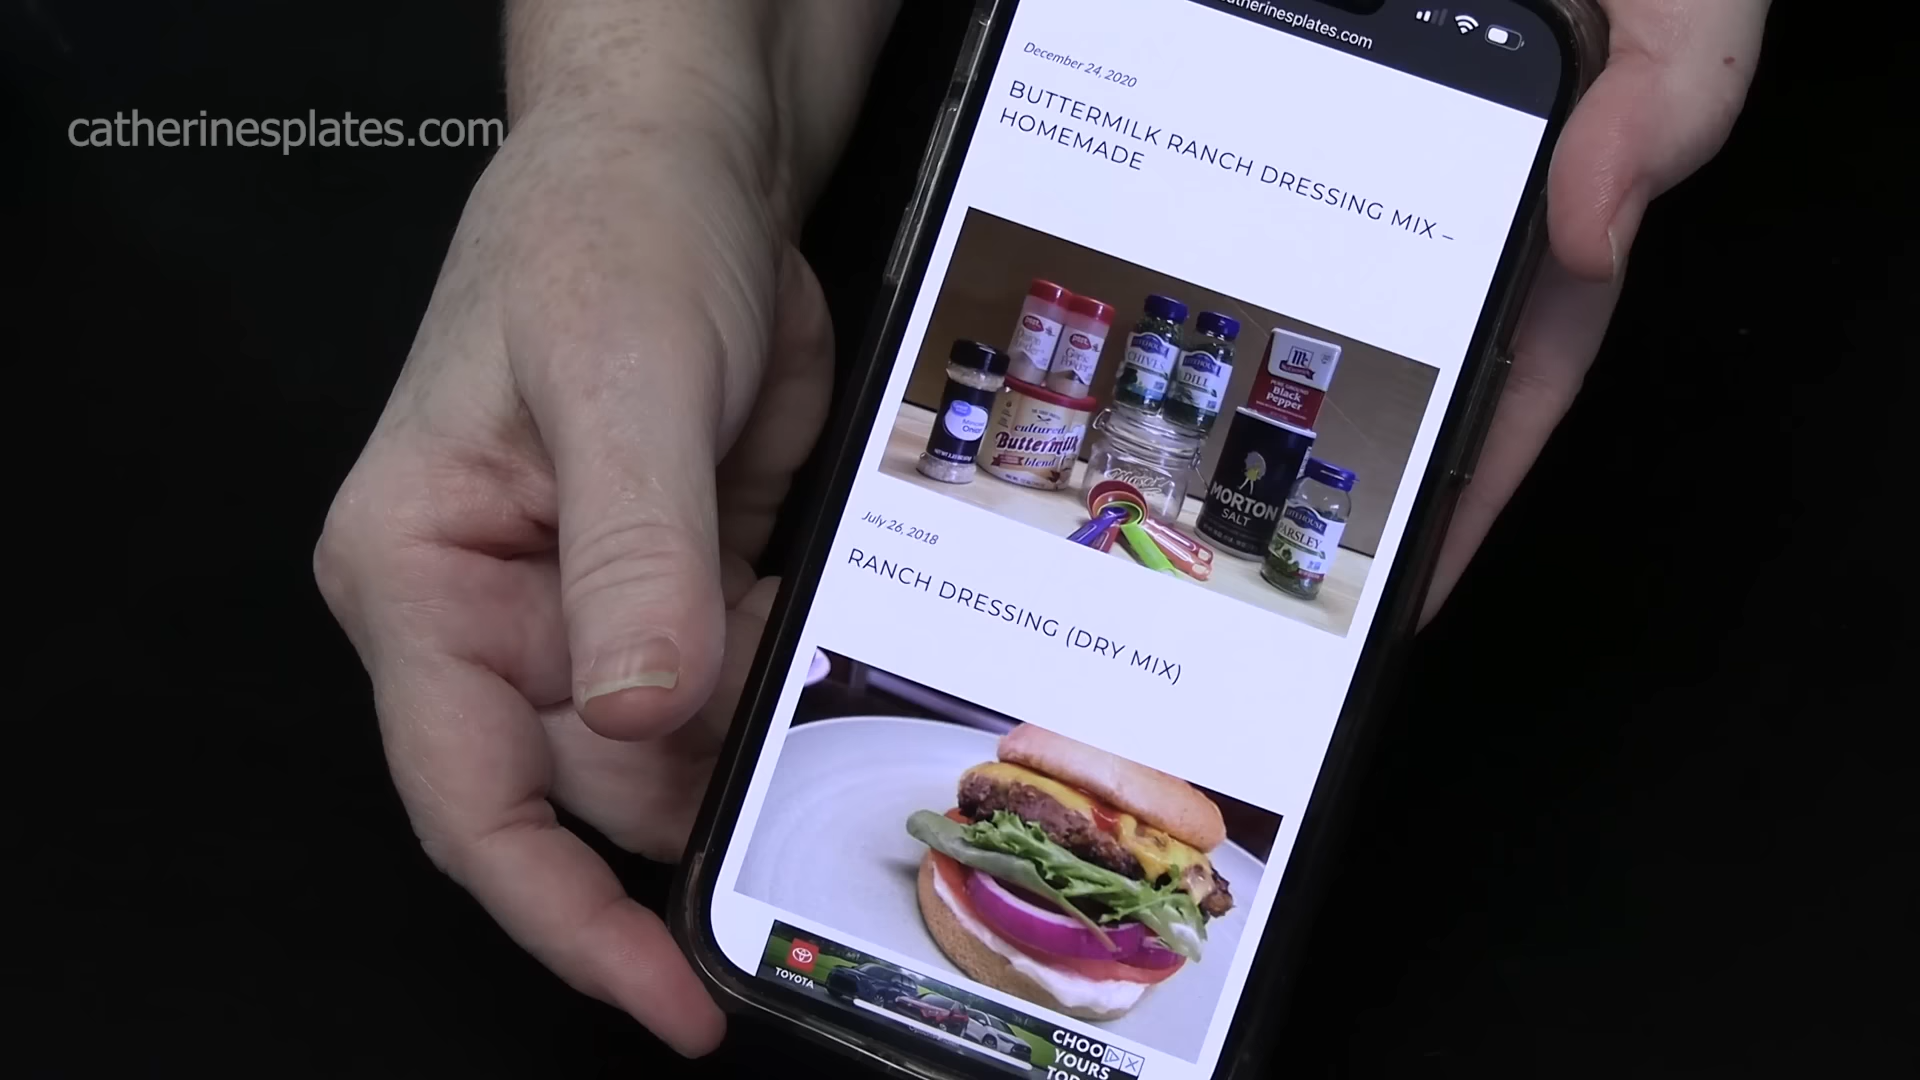 catherinesplates.com
catherinesplates.com
December 24, 2020
BUTTERMILK RANCH DRESSING MIX –
HOMEMADE
CHIVES
DILL
Black
Pepper
cultured
Buttermilk
blend
MORTON
SALT
PARSLEY
July 26, 2018
RANCH DRESSING (DRY MIX)
TOYOTA
CHOO
YOURS